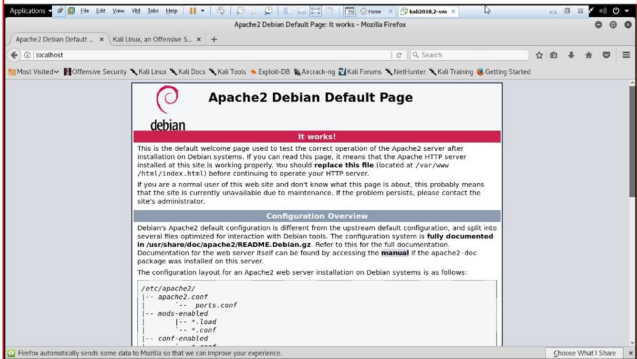 Applications File Edit View VM Tabs Help Home kali2018.2-vm
Apache2 Debian Default Page: It works - Mozilla Firefox
Apache2 Debian Default ... Kali Linux, an Offensive S...
localhost Search
Most Visited Offensive Security Kali Linux Kali Docs Kali Tools Exploit-DB Aircrack-ng Kali Forums NetHunter Kali Training Getting Started
Apache2 Debian Default Page
debian
It works!
This is the default welcome page used to test the correct operation of the Apache2 server after
installation on Debian systems. If you can read this page, it means that the Apache HTTP server
installed at this site is working properly. You should replace this file (located at /var/www
/html/index.html) before continuing to operate your HTTP server.
If you are a normal user of this web site and don't know what this page is about, this probably means
that the site is currently unavailable due to maintenance. If the problem persists, please contact the
site's administrator.
Configuration Overview
Debian's Apache2 default configuration is different from the upstream default configuration, and split into
several files optimized for interaction with Debian tools. The configuration system is fully documented
in /usr/share/doc/apache2/README.Debian.gz. Refer to this for the full documentation.
Documentation for the web server itself can be found by accessing the manual if the apache2-doc
package was installed on this server.
The configuration layout for an Apache2 web server installation on Debian systems is as follows:
/etc/apache2/
|-- apache2.conf
|   `-- ports.conf
|-- mods-enabled
|   |-- *.load
|   `-- *.conf
|-- conf-enabled
Firefox automatically sends some data to Mozilla so that we can improve your experience. Choose What I Share